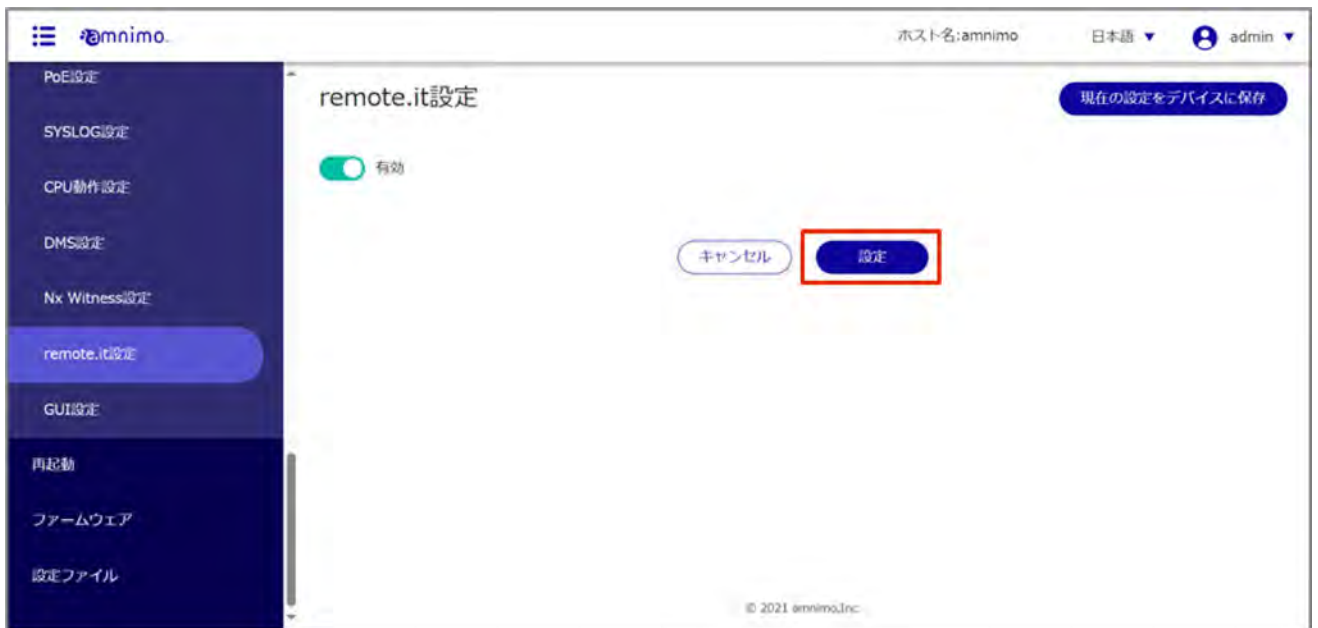 amnimo.
ホスト名:amnimo
日本語 ▼
admin ▼
PoE設定
SYSLOG設定
CPU動作設定
DMS設定
Nx Witness設定
remote.it設定
GUI設定
再起動
ファームウェア
設定ファイル
remote.it設定
現在の設定をデバイスに保存
有効
キャンセル
設定
© 2021 amnimo,Inc